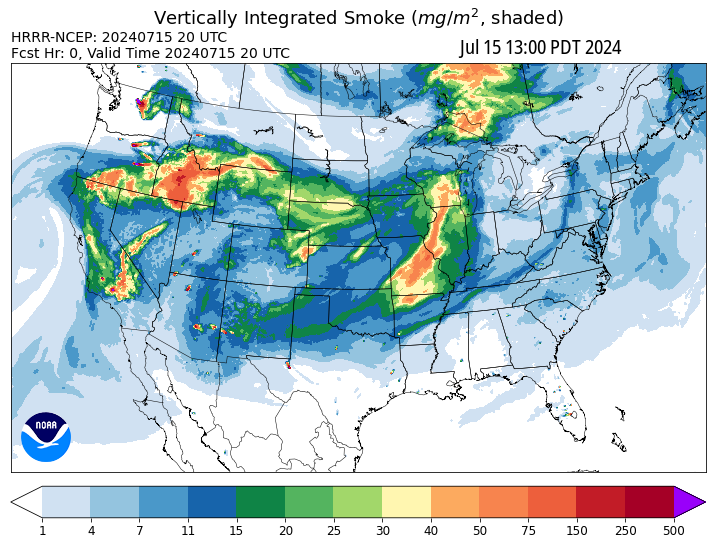 Vertically Integrated Smoke (mg/m², shaded)
HRRR-NCEP: 20240715 20 UTC
Fcst Hr: 0, Valid Time 20240715 20 UTC
Jul 15 13:00 PDT 2024
NOAA
1 4 7 11 15 20 25 30 40 50 75 150 250 500